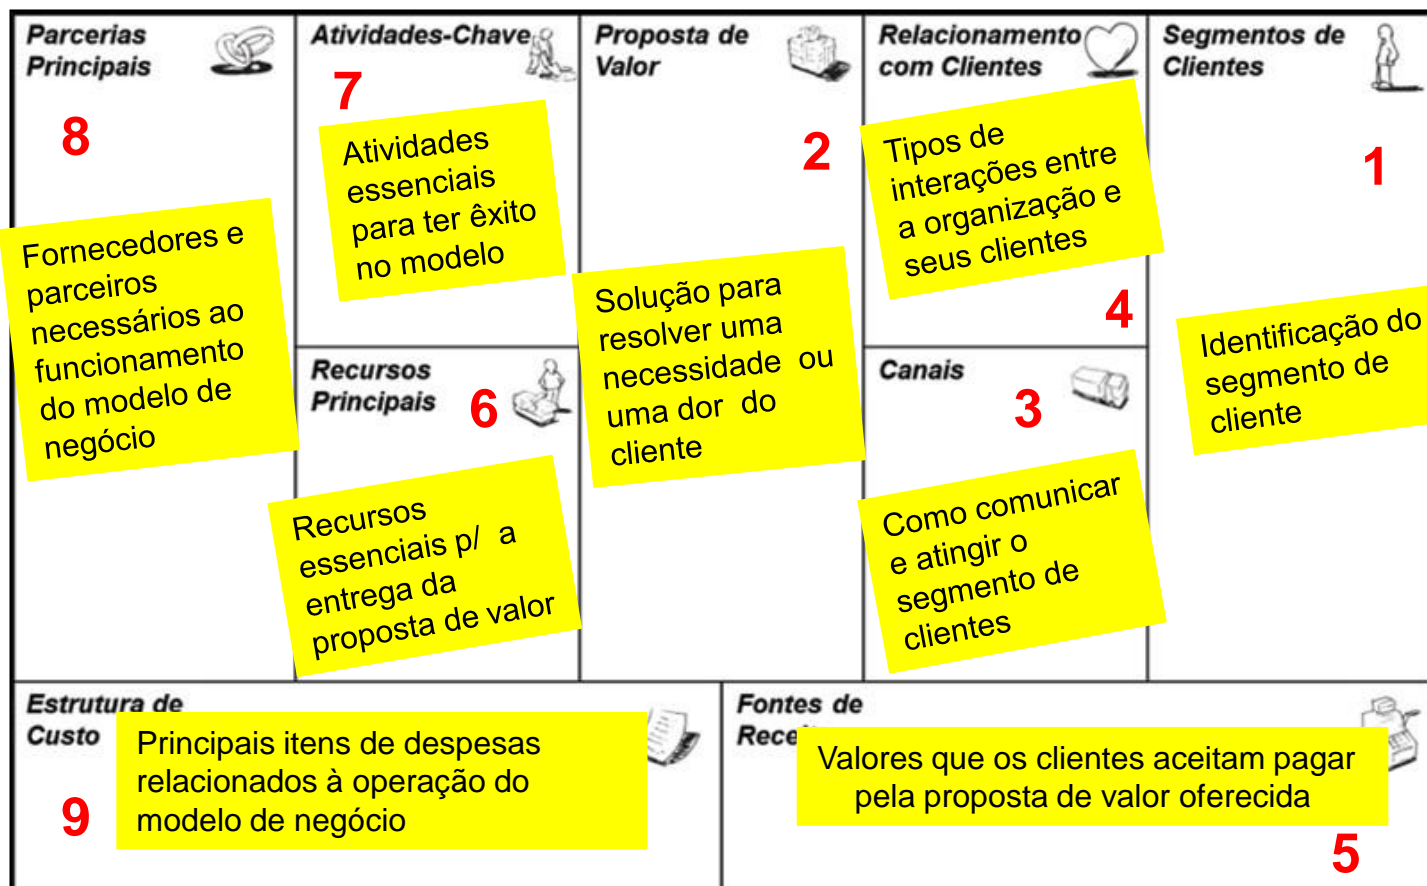 Parcerias
Principais
8
Fornecedores e
parceiros
necessários ao
funcionamento
do modelo de
negócio
Atividades-Chave
7
Atividades
essenciais
para ter êxito
no modelo
Recursos
Principais
6
Recursos
essenciais p/ a
entrega da
proposta de valor
Proposta de
Valor
2
Solução para
resolver uma
necessidade ou
uma dor do
cliente
Relacionamento
com Clientes
Tipos de
interações entre
a organização e
seus clientes
4
Canais
3
Como comunicar
e atingir o
segmento de
clientes
Segmentos de
Clientes
1
Identificação do
segmento de
cliente
Estrutura de
Custo
Principais itens de despesas
relacionados à operação do
modelo de negócio
9
Fontes de
Valores que os clientes aceitam pagar
pela proposta de valor oferecida
5